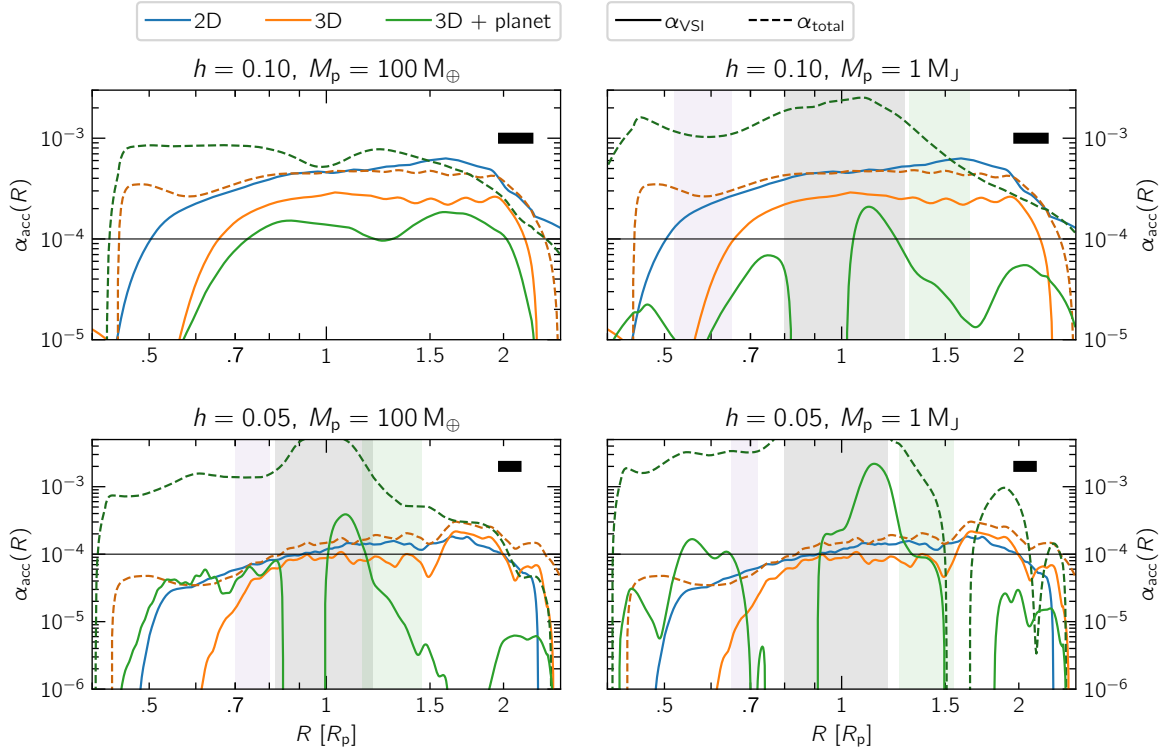 2D 3D 3D + planet α_VSI α_total
h = 0.10, M_p = 100 M_⊕
h = 0.10, M_p = 1 M_J
10^−3
10^−4
10^−5
α_acc(R)
.5 .7 1 1.5 2
10^−3
10^−4
10^−5
α_acc(R)
.5 .7 1 1.5 2
h = 0.05, M_p = 100 M_⊕
h = 0.05, M_p = 1 M_J
10^−3
10^−4
10^−5
10^−6
α_acc(R)
.5 .7 1 1.5 2
R [R_p]
10^−3
10^−4
10^−5
10^−6
α_acc(R)
.5 .7 1 1.5 2
R [R_p]